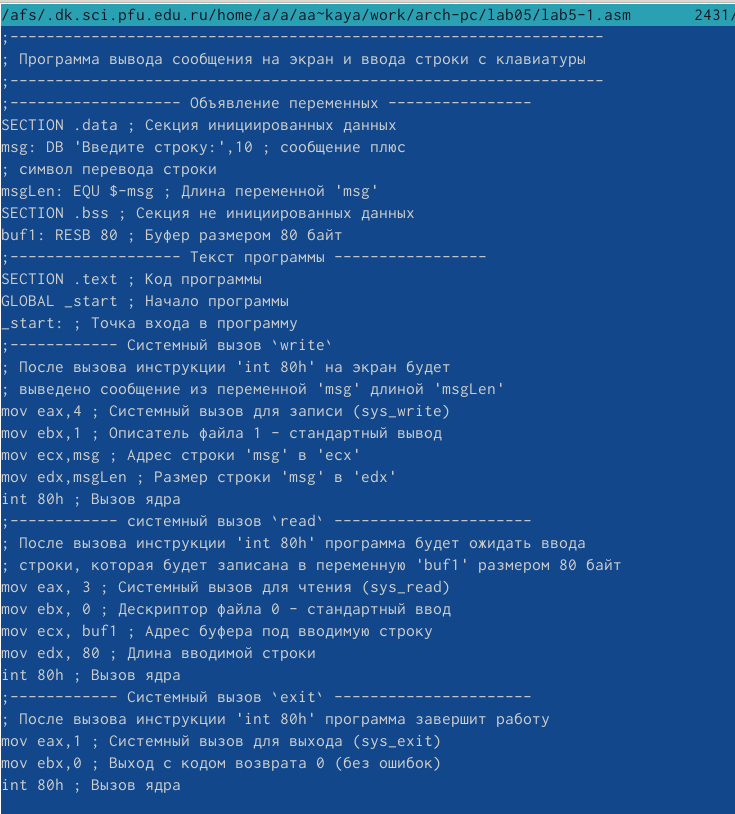 /afs/.dk.sci.pfu.edu.ru/home/a/a/aa~kaya/work/arch-pc/lab05/lab5-1.asm 2431/
;------------------------------------------------------------------
; Программа вывода сообщения на экран и ввода строки с клавиатуры
;------------------------------------------------------------------
;------------------- Объявление переменных ----------------
SECTION .data ; Секция инициированных данных
msg: DB 'Введите строку:',10 ; сообщение плюс
; символ перевода строки
msgLen: EQU $-msg ; Длина переменной 'msg'
SECTION .bss ; Секция не инициированных данных
buf1: RESB 80 ; Буфер размером 80 байт
;------------------- Текст программы -----------------
SECTION .text ; Код программы
GLOBAL _start ; Начало программы
_start: ; Точка входа в программу
;------------ Системный вызов `write`
; После вызова инструкции 'int 80h' на экран будет
; выведено сообщение из переменной 'msg' длиной 'msgLen'
mov eax,4 ; Системный вызов для записи (sys_write)
mov ebx,1 ; Описатель файла 1 - стандартный вывод
mov ecx,msg ; Адрес строки 'msg' в 'ecx'
mov edx,msgLen ; Размер строки 'msg' в 'edx'
int 80h ; Вызов ядра
;------------ системный вызов `read` ----------------------
; После вызова инструкции 'int 80h' программа будет ожидать ввода
; строки, которая будет записана в переменную 'buf1' размером 80 байт
mov eax, 3 ; Системный вызов для чтения (sys_read)
mov ebx, 0 ; Дескриптор файла 0 - стандартный ввод
mov ecx, buf1 ; Адрес буфера под вводимую строку
mov edx, 80 ; Длина вводимой строки
int 80h ; Вызов ядра
;------------ Системный вызов `exit` ----------------------
; После вызова инструкции 'int 80h' программа завершит работу
mov eax,1 ; Системный вызов для выхода (sys_exit)
mov ebx,0 ; Выход с кодом возврата 0 (без ошибок)
int 80h ; Вызов ядра